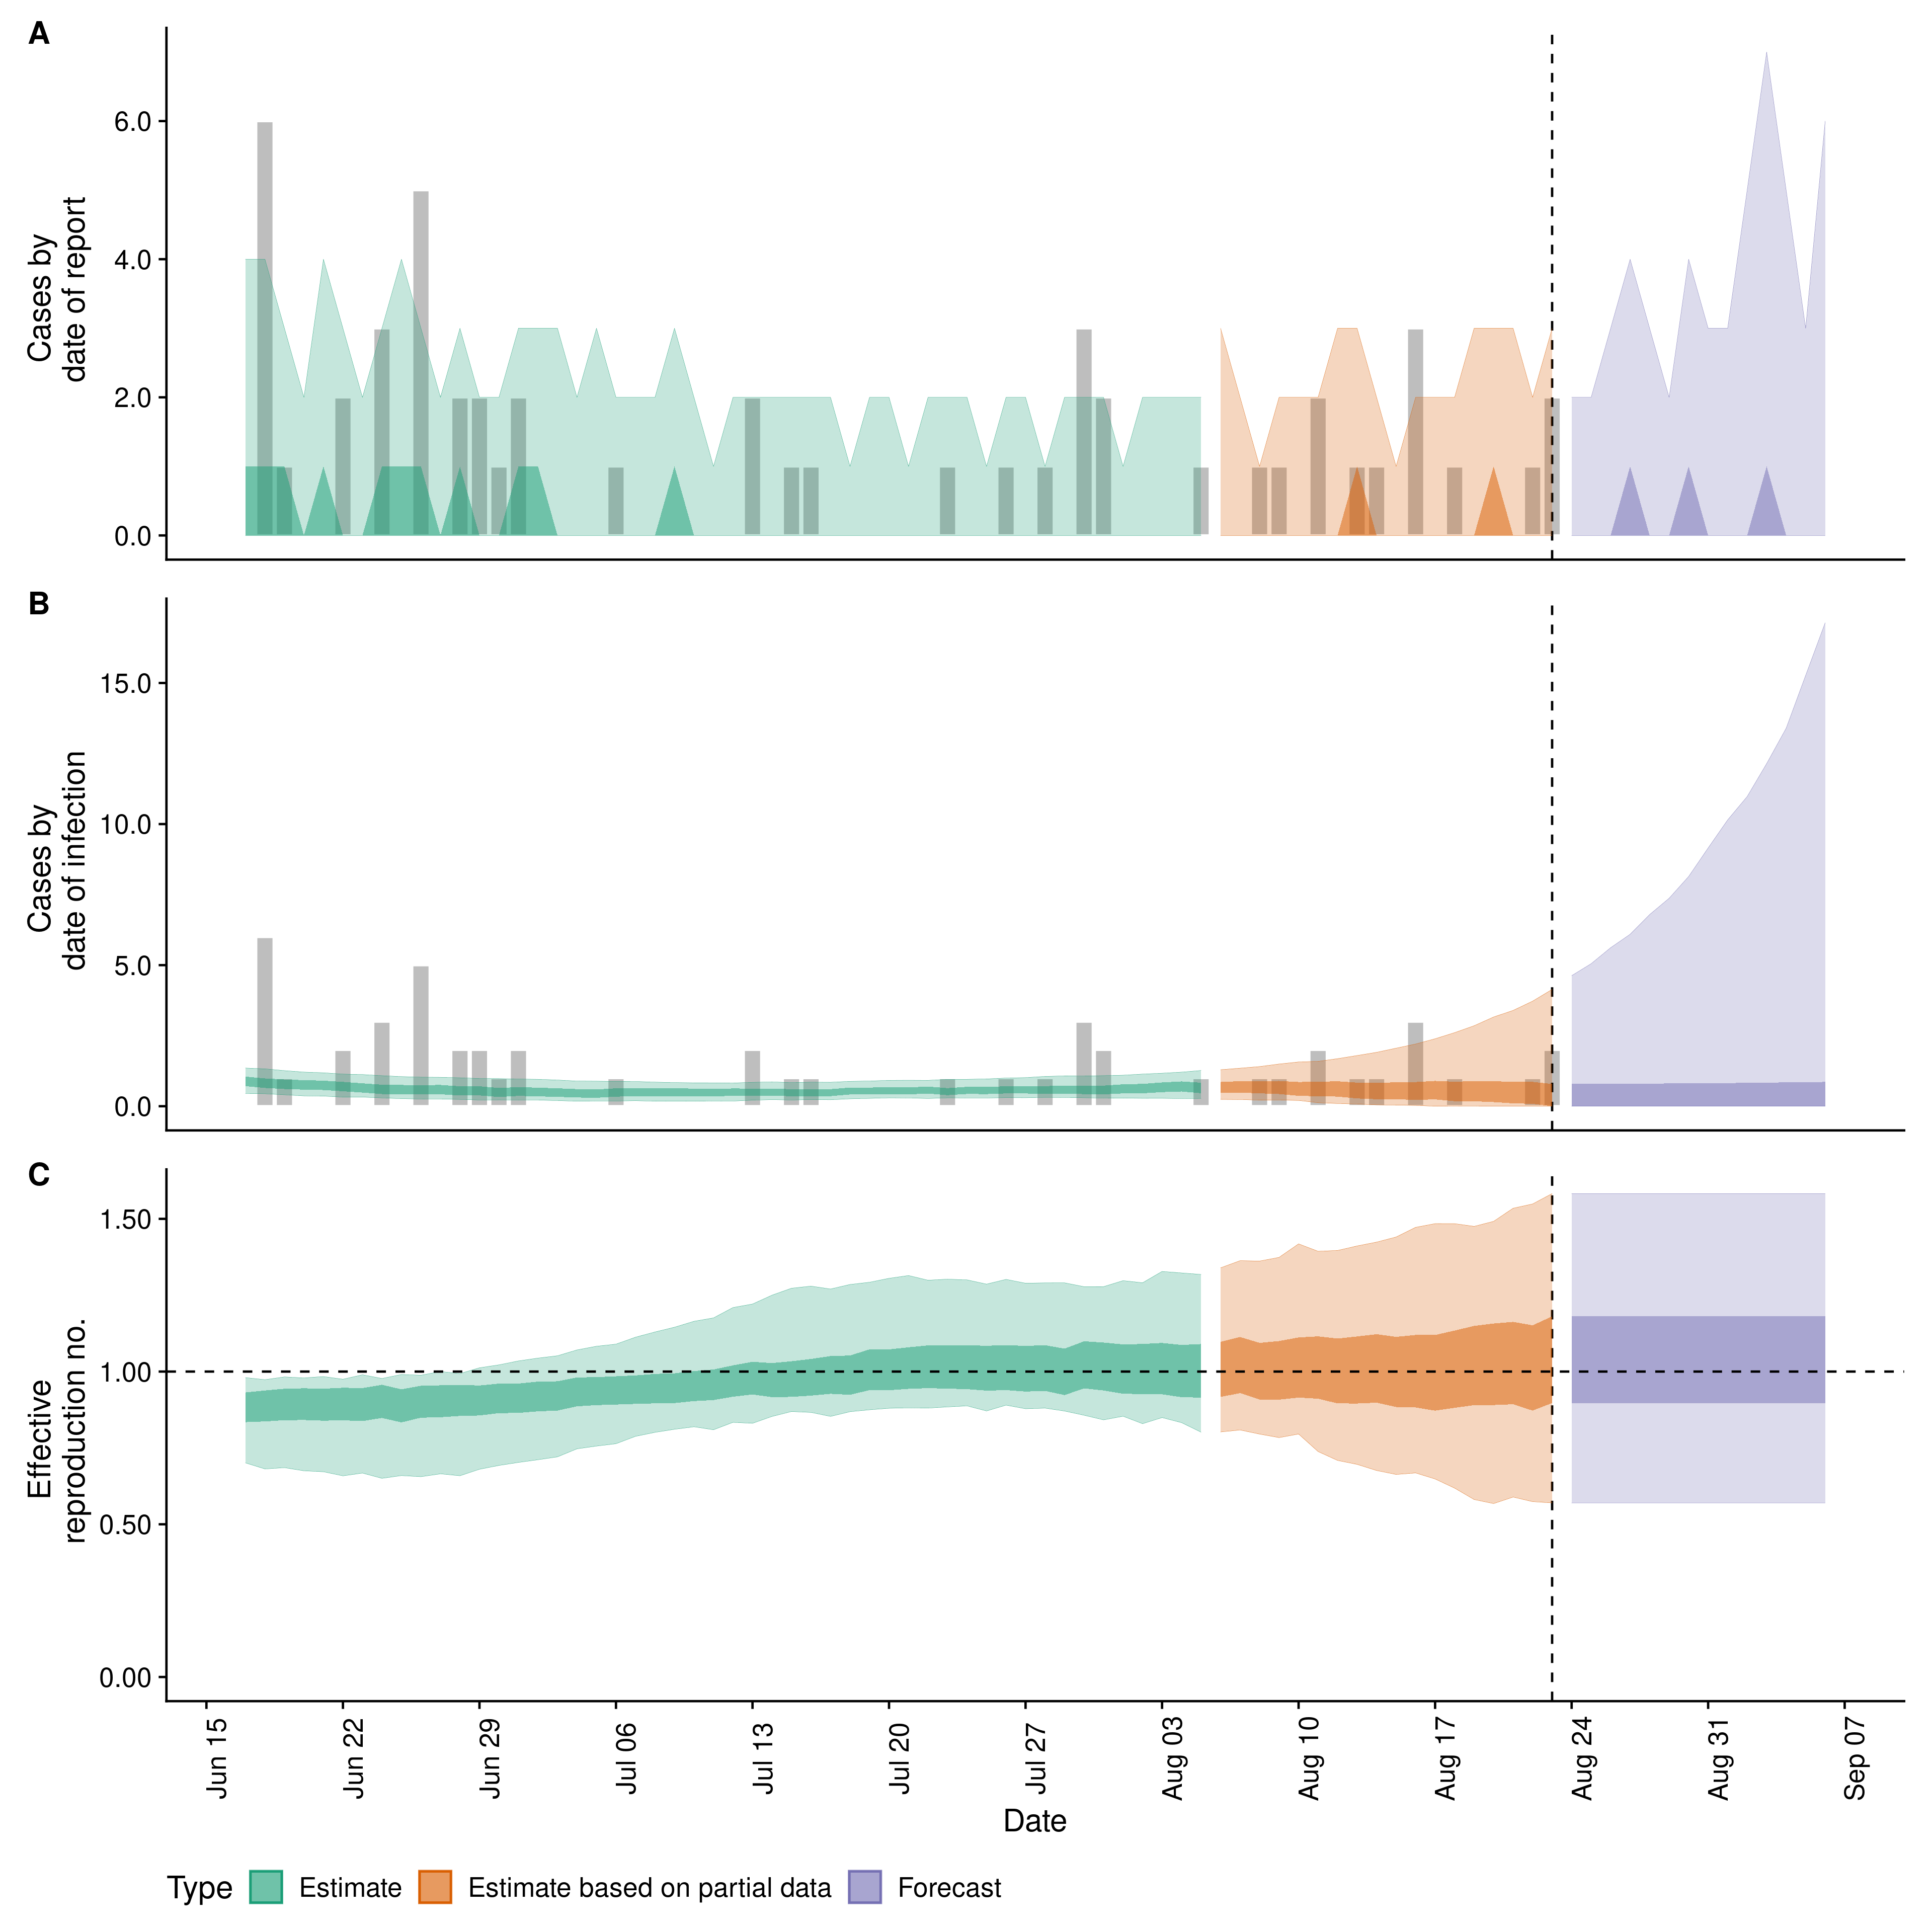 A
Cases by
date of report
6.0
4.0
2.0
0.0
B
Cases by
date of infection
15.0
10.0
5.0
0.0
C
Effective
reproduction no.
1.50
1.00
0.50
0.00
Jun 15
Jun 22
Jun 29
Jul 06
Jul 13
Jul 20
Jul 27
Aug 03
Aug 10
Aug 17
Aug 24
Aug 31
Sep 07
Date
Type Estimate Estimate based on partial data Forecast